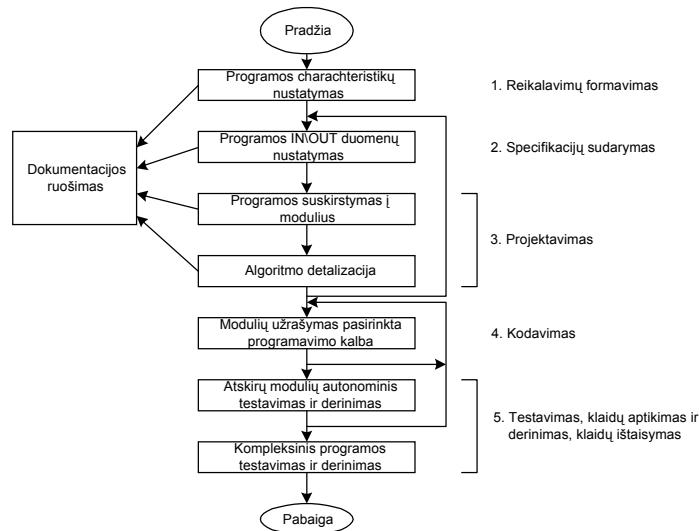 Pradžia
Programos charachteristikų
nustatymas
1. Reikalavimų formavimas
Programos IN\OUT duomenų
nustatymas
2. Specifikacijų sudarymas
Dokumentacijos
ruošimas
Programos suskirstymas į
modulius
3. Projektavimas
Algoritmo detalizacija
Modulių užrašymas pasirinkta
programavimo kalba
4. Kodavimas
Atskirų modulių autonominis
testavimas ir derinimas
5. Testavimas, klaidų aptikimas ir
derinimas, klaidų ištaisymas
Kompleksinis programos
testavimas ir derinimas
Pabaiga